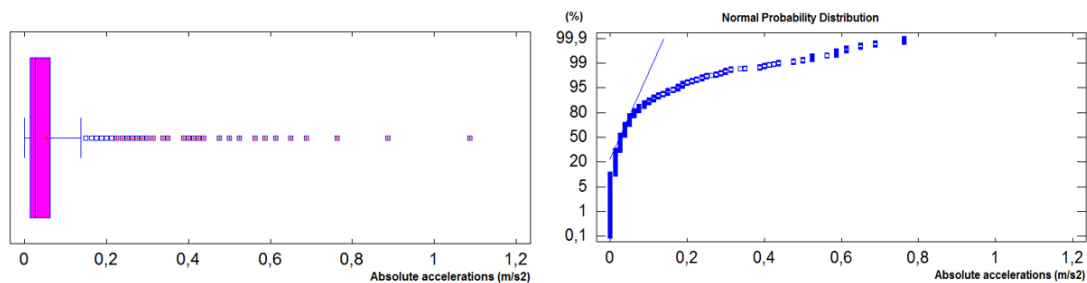 0 0,2 0,4 0,6 0,8 1 1,2
Absolute accelerations (m/s2)
(%) Normal Probability Distribution
99,9
99
95
80
50
20
5
1
0,1
0 0,2 0,4 0,6 0,8 1 1,2
Absolute accelerations (m/s2)